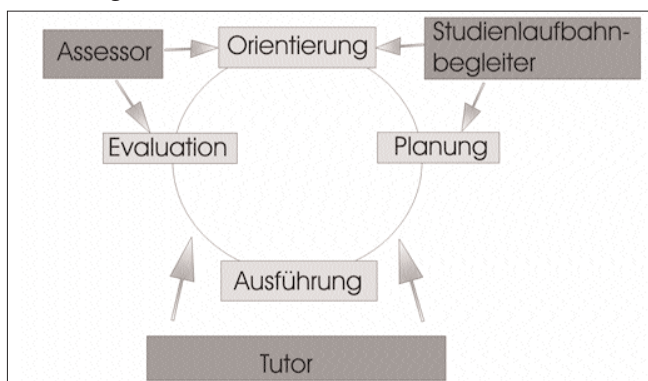 Assessor
Orientierung
Studienlaufbahn-
begleiter
Evaluation
Planung
Ausführung
Tutor